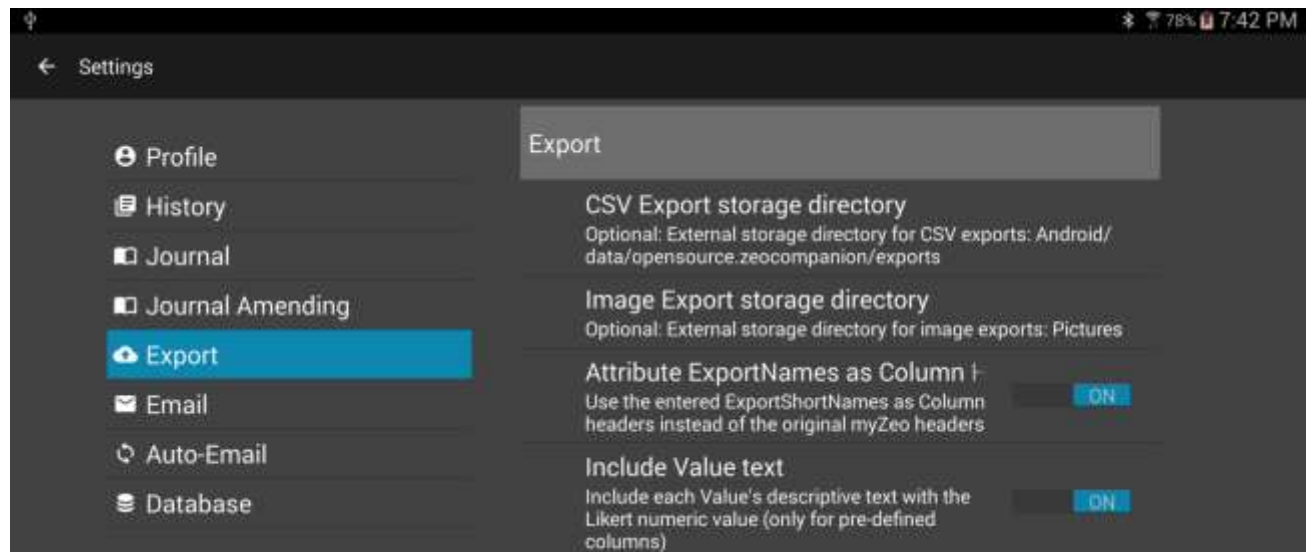 78% 7:42 PM
Settings
Profile
History
Journal
Journal Amending
Export
Email
Auto-Email
Database
Export
CSV Export storage directory
Optional: External storage directory for CSV exports: Android/
data/opensource.zeocompanion/exports
Image Export storage directory
Optional: External storage directory for image exports: Pictures
Attribute ExportNames as Column
Use the entered ExportShortNames as Column
headers instead of the original myZeo headers
ON
Include Value text
Include each Value's descriptive text with the
Likert numeric value (only for pre-defined
columns)
ON